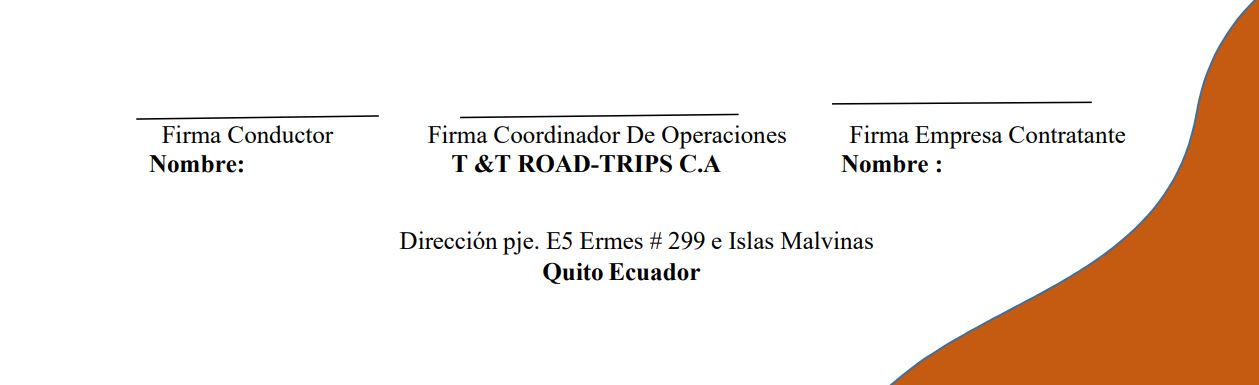 Firma Conductor Firma Coordinador De Operaciones Firma Empresa Contratante
Nombre: T &T ROAD-TRIPS C.A Nombre :
Dirección pje. E5 Ermes # 299 e Islas Malvinas
Quito Ecuador